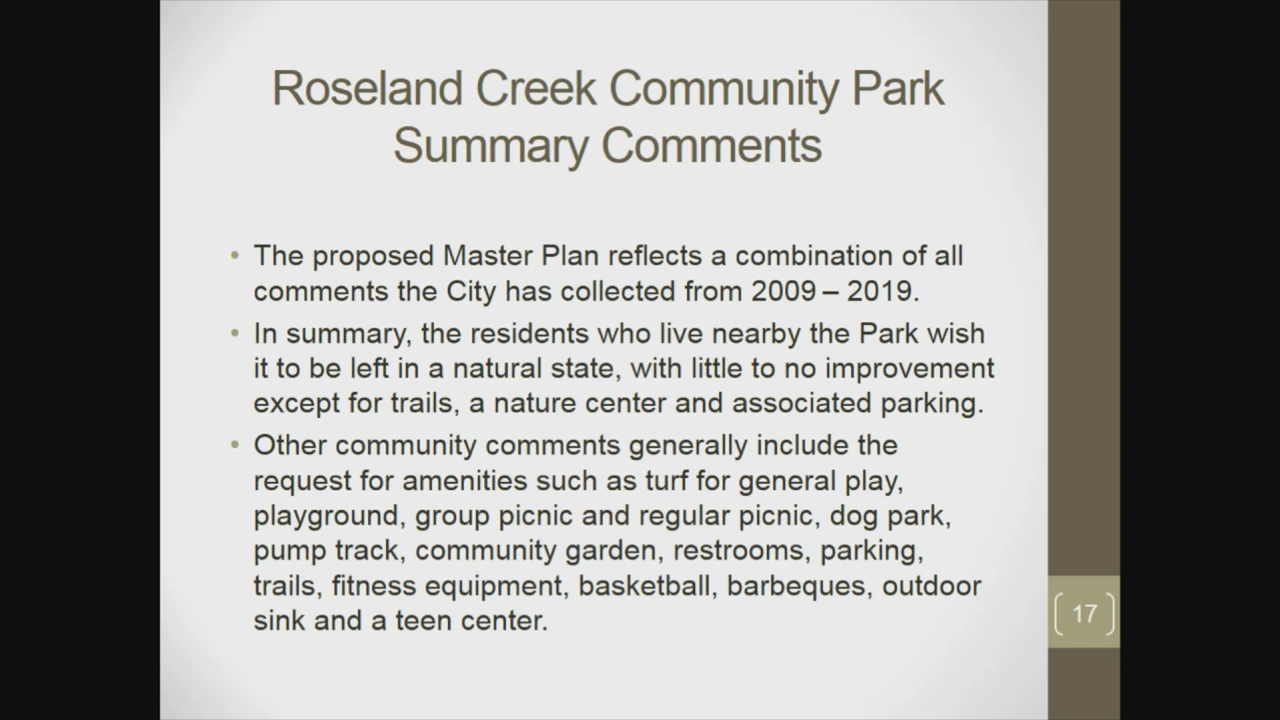 Roseland Creek Community Park
Summary Comments
• The proposed Master Plan reflects a combination of all
comments the City has collected from 2009 – 2019.
• In summary, the residents who live nearby the Park wish
it to be left in a natural state, with little to no improvement
except for trails, a nature center and associated parking.
• Other community comments generally include the
request for amenities such as turf for general play,
playground, group picnic and regular picnic, dog park,
pump track, community garden, restrooms, parking,
trails, fitness equipment, basketball, barbeques, outdoor
sink and a teen center.
17